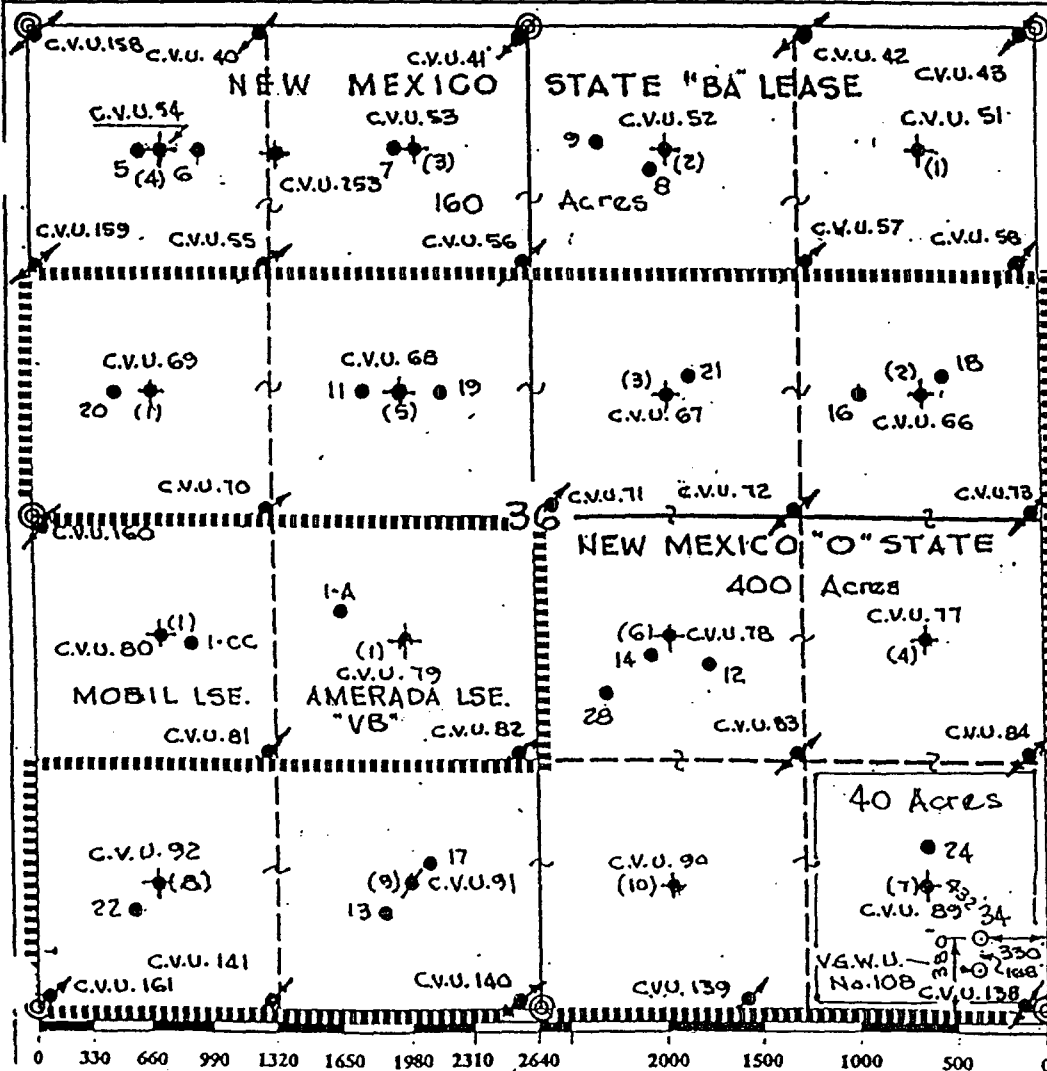 C.V.U.158 C.V.U.40 C.V.U.41 C.V.U.42 C.V.U.43
NEW MEXICO STATE "BA" LEASE
C.V.U.54 C.V.U.53 C.V.U.52 C.V.U.51
5 (4) 6 7 (3) 9 (2) 8 (1)
C.V.U.253
160 Acres
C.V.U.159 C.V.U.55 C.V.U.56 C.V.U.57 C.V.U.58
C.V.U.69 C.V.U.68 (3) 21 (2) 18
20 (1) 11 (5) 19 C.V.U.67 16 C.V.U.66
C.V.U.70 C.V.U.71 C.V.U.72 C.V.U.73
36
C.V.U.160
NEW MEXICO "O" STATE
400 Acres
1-A
C.V.U.80 (1) 1-CC (1) C.V.U.79 (6) C.V.U.78 C.V.U.77
14 12 (4)
28
MOBIL LSE. AMERADA LSE.
"VB"
C.V.U.81 C.V.U.82 C.V.U.83 C.V.U.84
40 Acres
C.V.U.92 17 C.V.U.90 24
(8) (9) C.V.U.91 (10) (7)
22 13 C.V.U.89 34
330
380
V.G.W.U. No.108
C.V.U.141
C.V.U.161 C.V.U.140 C.V.U.139 C.V.U.138
0 330 660 990 1320 1650 1980 2310 2640 2000 1500 1000 500 0